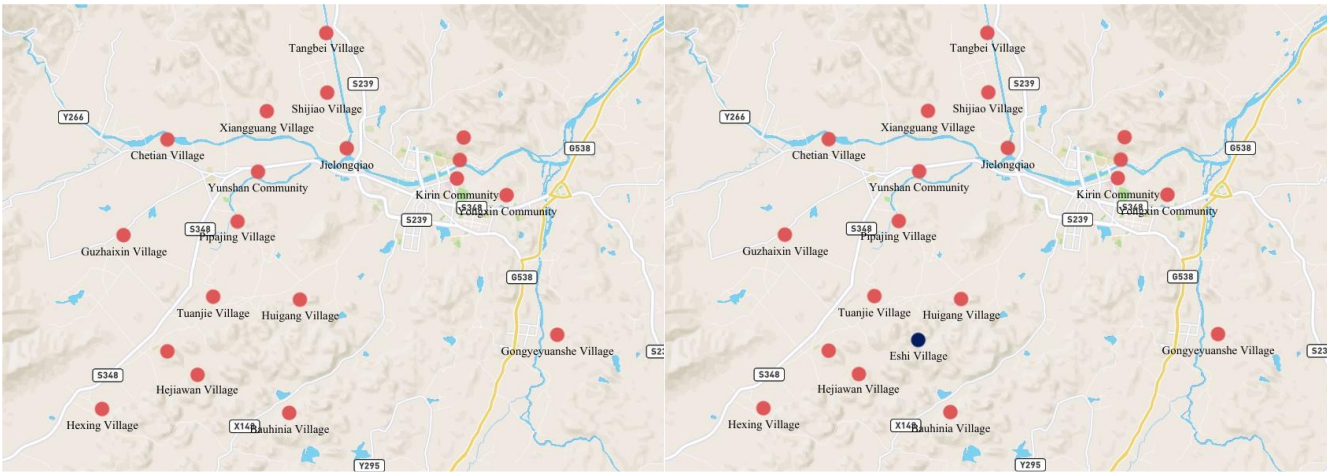 Tangbei Village
S239
Shijiao Village
Y266
Xiangguang Village
Chetian Village
Jielongqiao
G538
Yunshan Community
Kirin Community
S348
Yongxin Community
S239
S348
Pipajing Village
Guzhaixin Village
G538
Tuanjie Village
Huigang Village
Gongyeyuanshe Village
S23
S348
Hejiawan Village
Hexing Village
X148
Bauhinia Village
Y295
Tangbei Village
S239
Shijiao Village
Y266
Xiangguang Village
Chetian Village
Jielongqiao
G538
Yunshan Community
Kirin Community
S348
Yongxin Community
S239
S348
Pipajing Village
Guzhaixin Village
G538
Tuanjie Village
Huigang Village
Gongyeyuanshe Village
Eshi Village
S23
S348
Hejiawan Village
Hexing Village
X148
Bauhinia Village
Y295